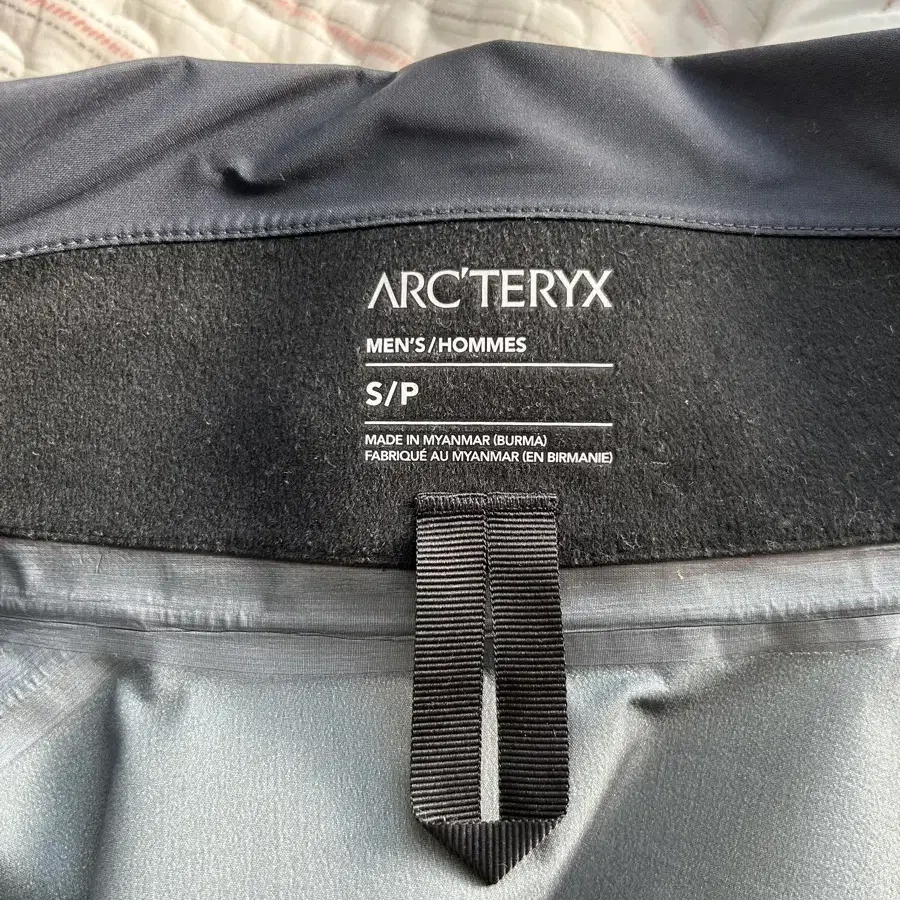 ARC'TERYX
MEN'S/HOMMES
S/P
MADE IN MYANMAR (BURMA)
FABRIQUÉ AU MYANMAR (EN BIRMANIE)